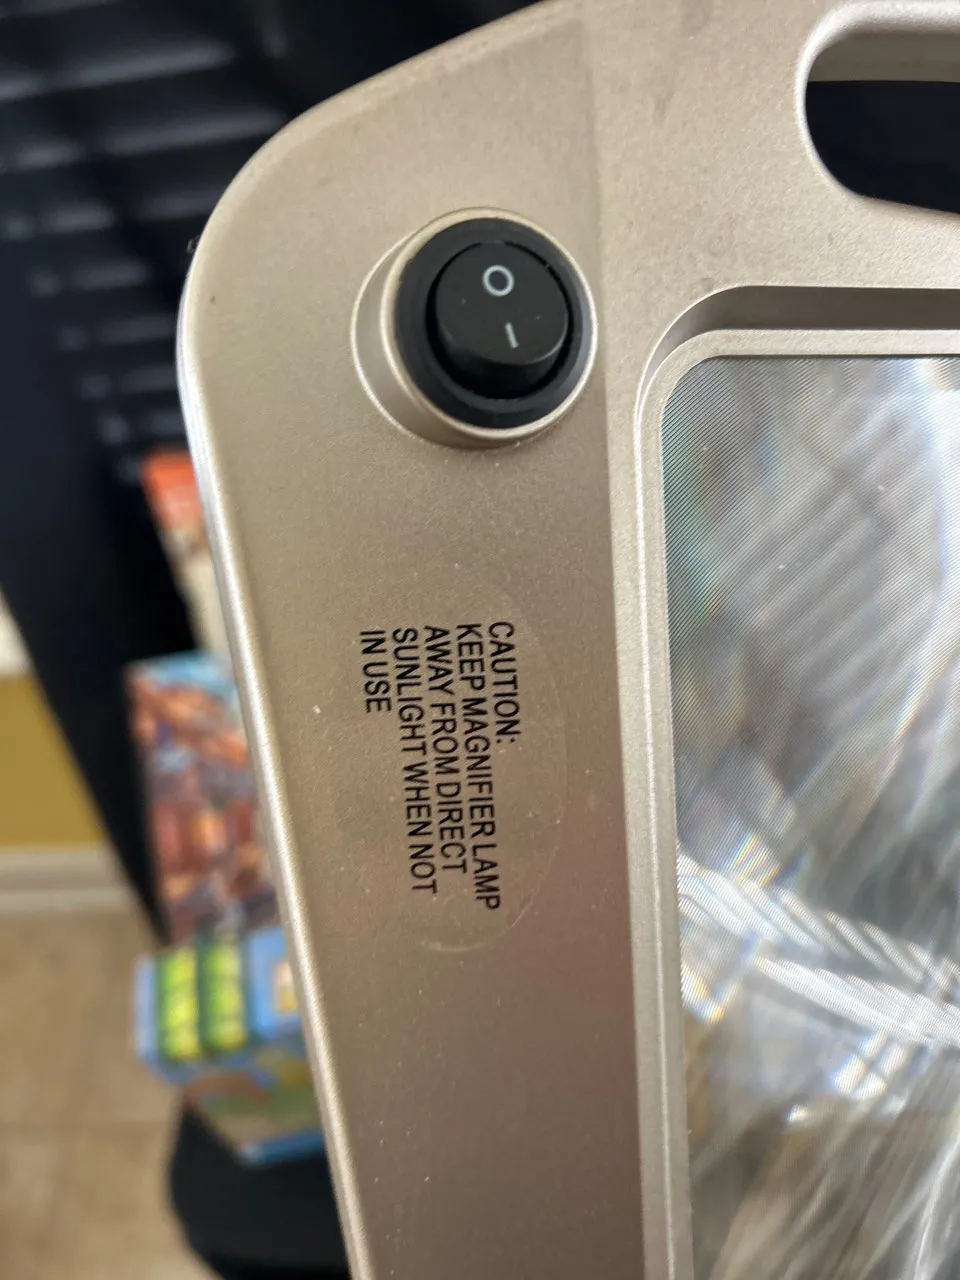 O
I
CAUTION:
KEEP MAGNIFIER LAMP
AWAY FROM DIRECT
SUNLIGHT WHEN NOT
IN USE